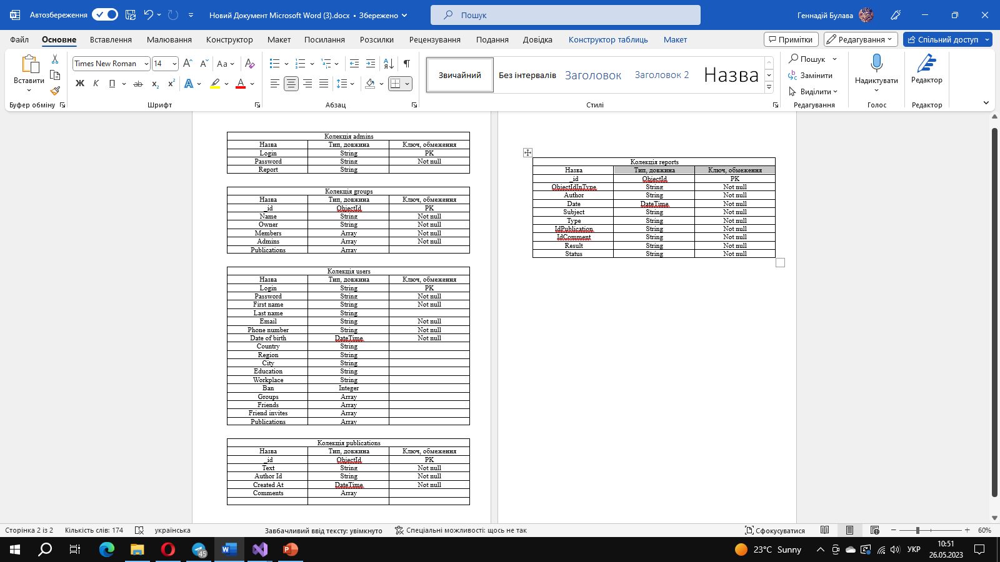 Автозбереження
Новий Документ Microsoft Word (3).docx • Збережено
Пошук
Геннадій Булава
Файл Основне Вставлення Малювання Конструктор Макет Посилання Розсилки Рецензування Подання Довідка Конструктор таблиць Макет
Примітки Редагування Спільний доступ
Вставити
Буфер обміну
Times New Roman 14
Шрифт
Абзац
Звичайний Без інтервалів Заголовок Заголовок 2 Назва
Стилі
Пошук
Замінити
Виділити
Редагування
Надиктувати
Голос
Редактор
Редактор
Колекція admins
Назва Тип, довжина Ключ, обмеження
Login String PK
Password String Not null
Report String
Колекція groups
Назва Тип, довжина Ключ, обмеження
_id ObjectId PK
Name String Not null
Owner String Not null
Members Array Not null
Admins Array Not null
Publications Array
Колекція users
Назва Тип, довжина Ключ, обмеження
Login String PK
Password String Not null
First name String Not null
Last name String
Email String Not null
Phone number String Not null
Date of birth DateTime Not null
Country String
Region String
City String
Education String
Workplace String
Ban Integer
Groups Array
Friends Array
Friend invites Array
Publications Array
Колекція publications
Назва Тип, довжина Ключ, обмеження
_id ObjectId PK
Text String Not null
Author Id String Not null
Created At DateTime Not null
Comments Array
Колекція reports
Назва Тип, довжина Ключ, обмеження
_id ObjectId PK
ObjectIdInType String Not null
Author String Not null
Date DateTime Not null
Subject String Not null
Type String Not null
IdPublication String Not null
IdComment String Not null
Result String Not null
Status String Not null
Сторінка 2 із 2 Кількість слів: 174 українська Завбачливий ввід тексту: увімкнуто Спеціальні можливості: щось не так Сфокусуватися 60%
45
23°C Sunny
УКР
10:51
26.05.2023